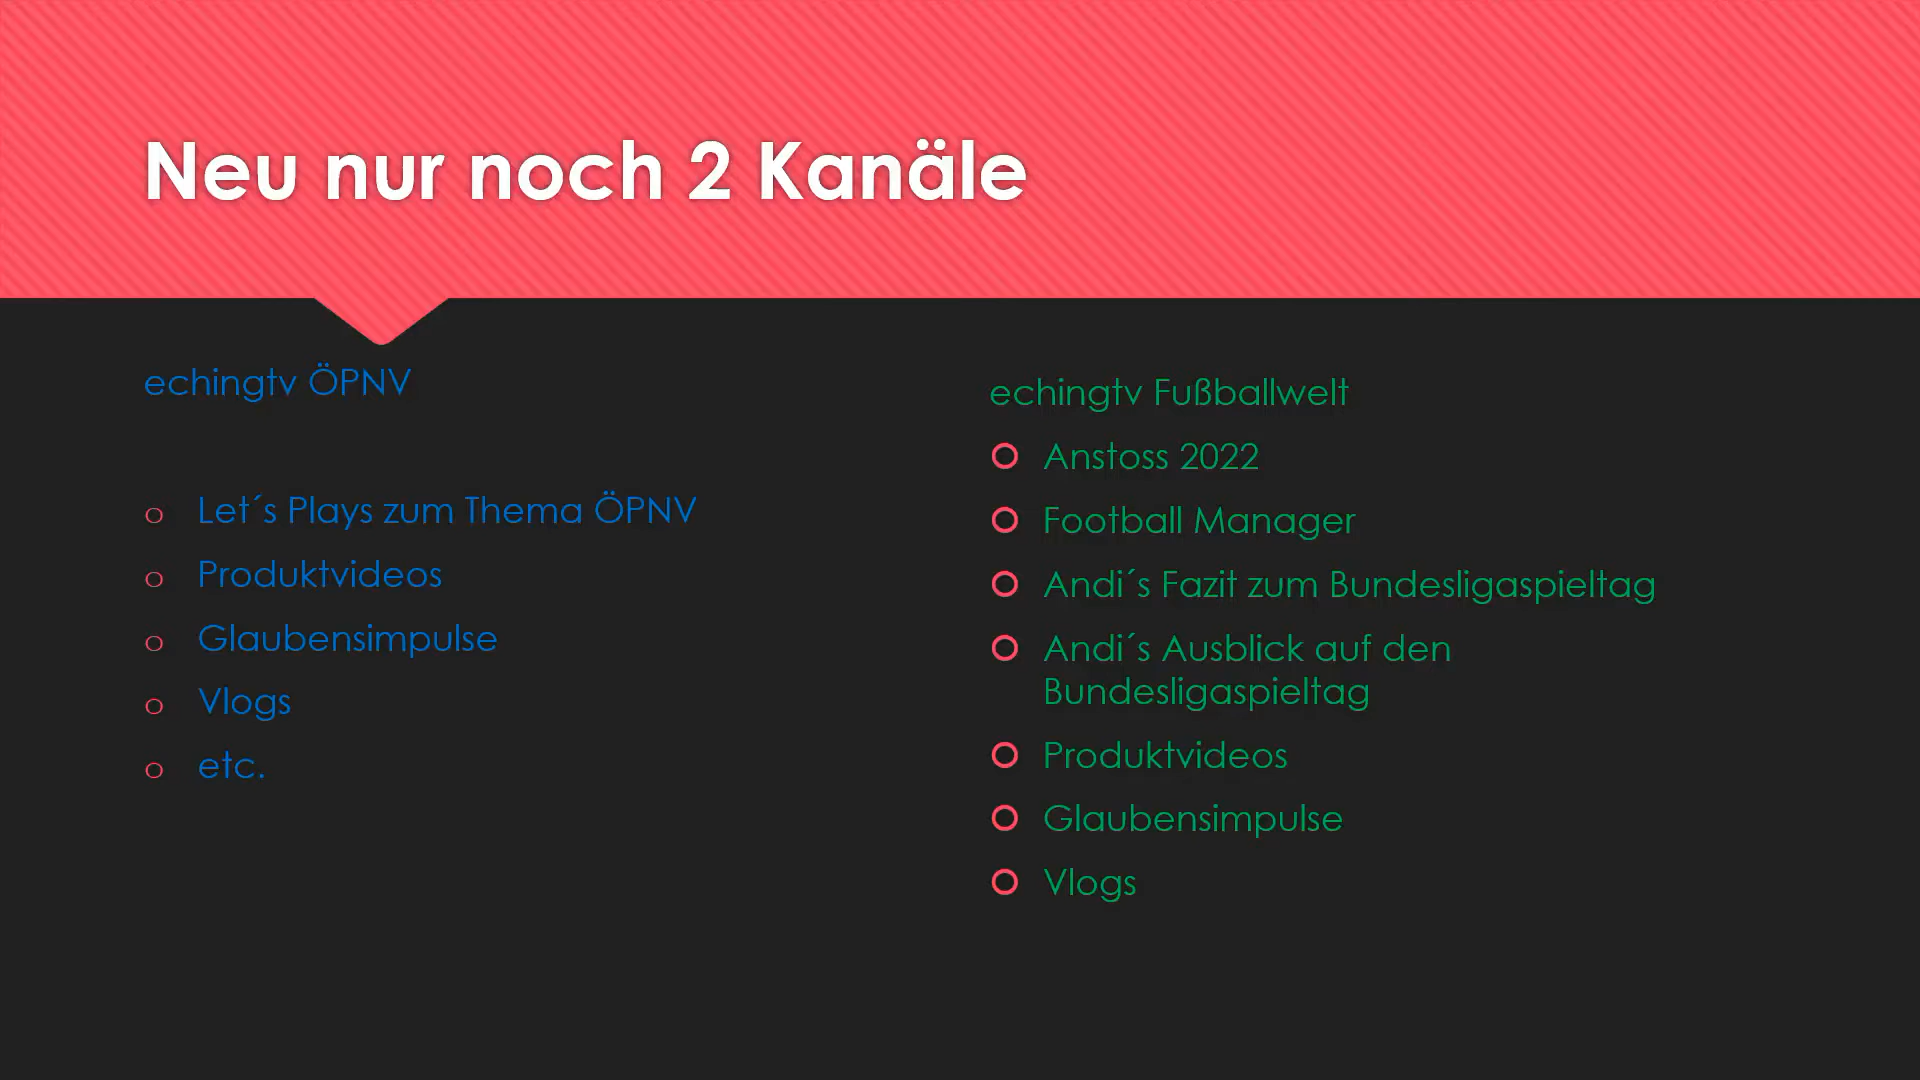 Neu nur noch 2 Kanäle
echingtv ÖPNV
o Let´s Plays zum Thema ÖPNV
o Produktvideos
o Glaubensimpulse
o Vlogs
o etc.
echingtv Fußballwelt
Anstoss 2022
Football Manager
Andi´s Fazit zum Bundesligaspieltag
Andi´s Ausblick auf den
Bundesligaspieltag
Produktvideos
Glaubensimpulse
Vlogs